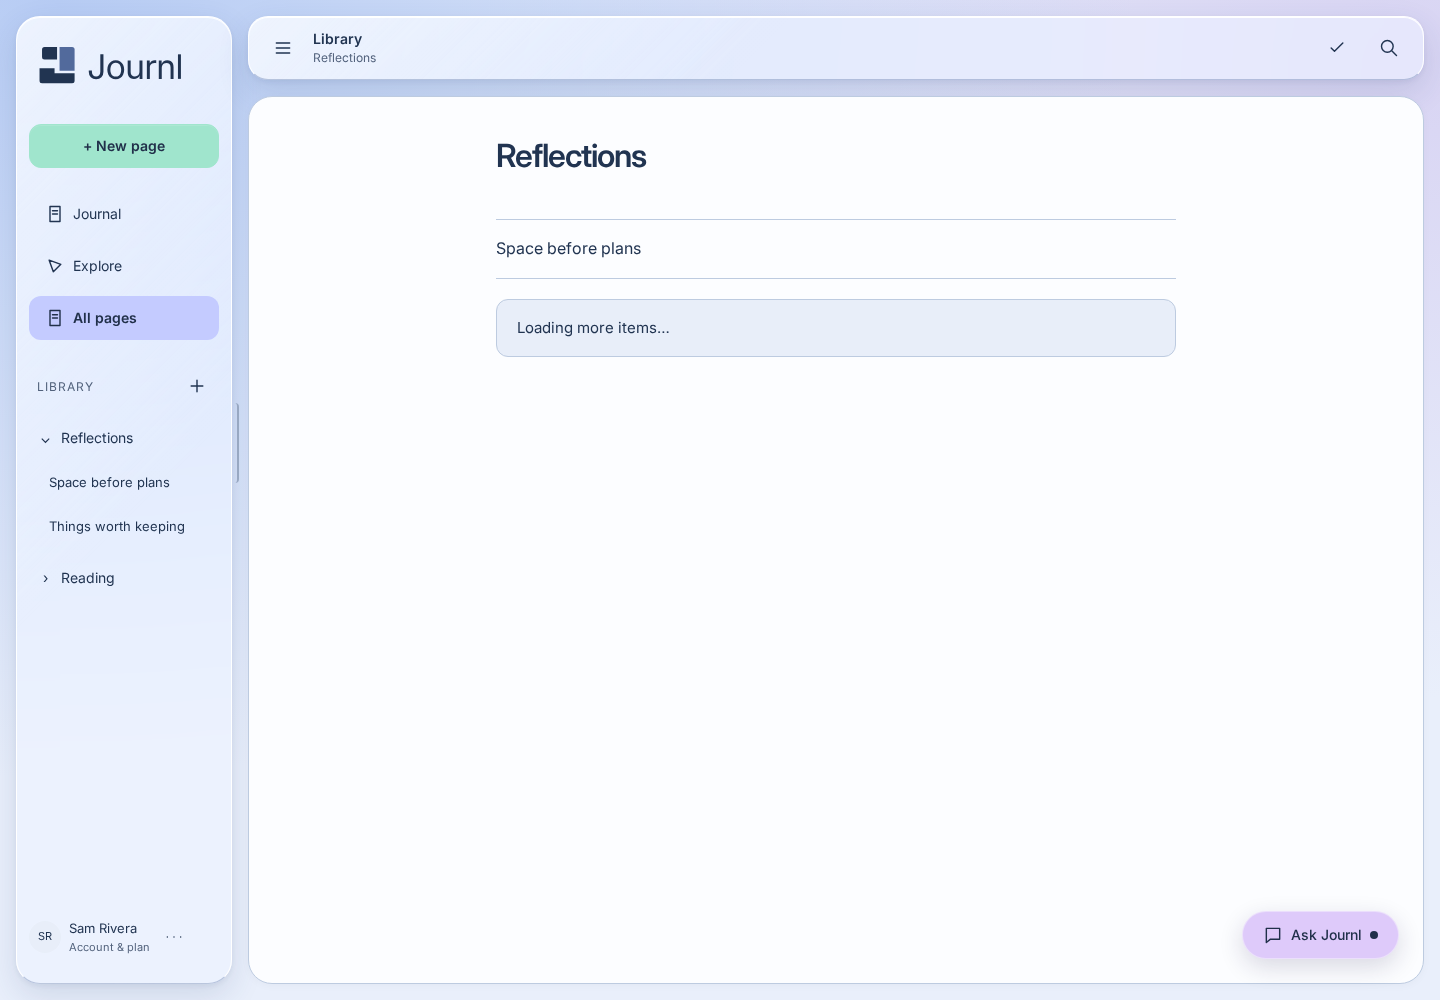 Journl
+ New page
Journal
Explore
All pages
LIBRARY
Reflections
Space before plans
Things worth keeping
Reading
SR
Sam Rivera
Account & plan
...
Library
Reflections
Reflections
Space before plans
Loading more items...
Ask Journl